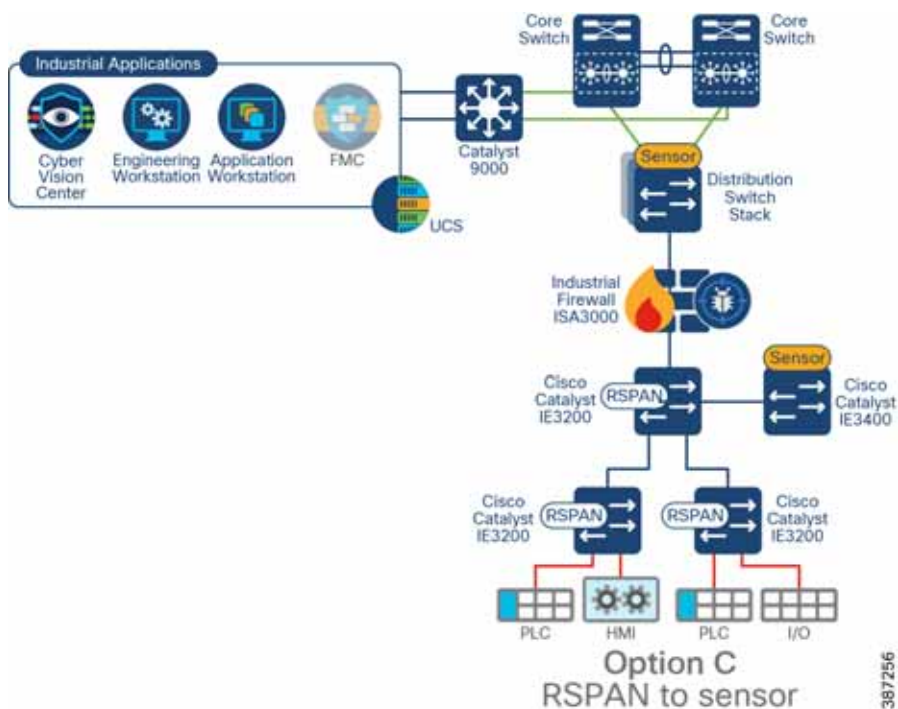 Core
Switch
Core
Switch
Industrial Applications
Cyber
Vision
Center
Engineering
Workstation
Application
Workstation
FMC
UCS
Catalyst
9000
Sensor
Distribution
Switch
Stack
Industrial
Firewall
ISA3000
Sensor
Cisco
Catalyst
IE3200
RSPAN
Cisco
Catalyst
IE3400
Cisco
Catalyst
IE3200
RSPAN
RSPAN
Cisco
Catalyst
IE3200
PLC
HMI
PLC
I/O
Option C
RSPAN to sensor
387256